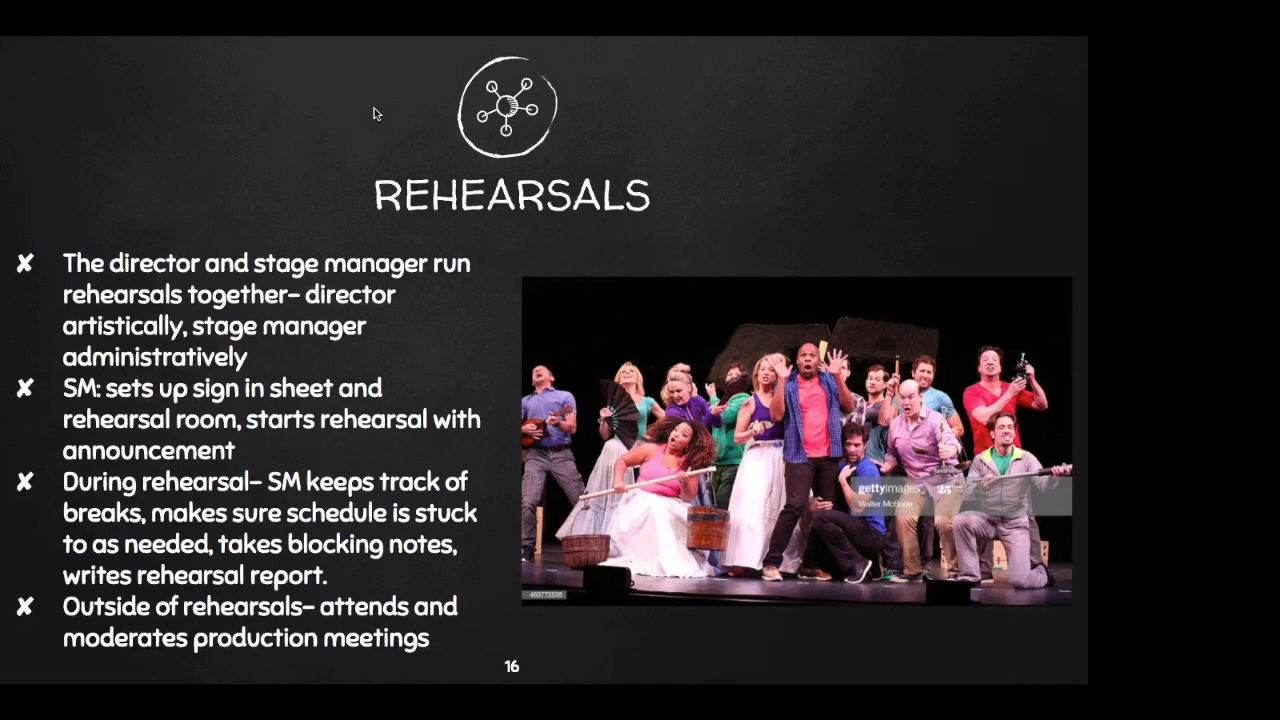 REHEARSALS
✘ The director and stage manager run
rehearsals together- director
artistically, stage manager
administratively
✘ SM: sets up sign in sheet and
rehearsal room, starts rehearsal with
announcement
✘ During rehearsal- SM keeps track of
breaks, makes sure schedule is stuck
to as needed, takes blocking notes,
writes rehearsal report.
✘ Outside of rehearsals- attends and
moderates production meetings
gettyimages
Walter McBride
16